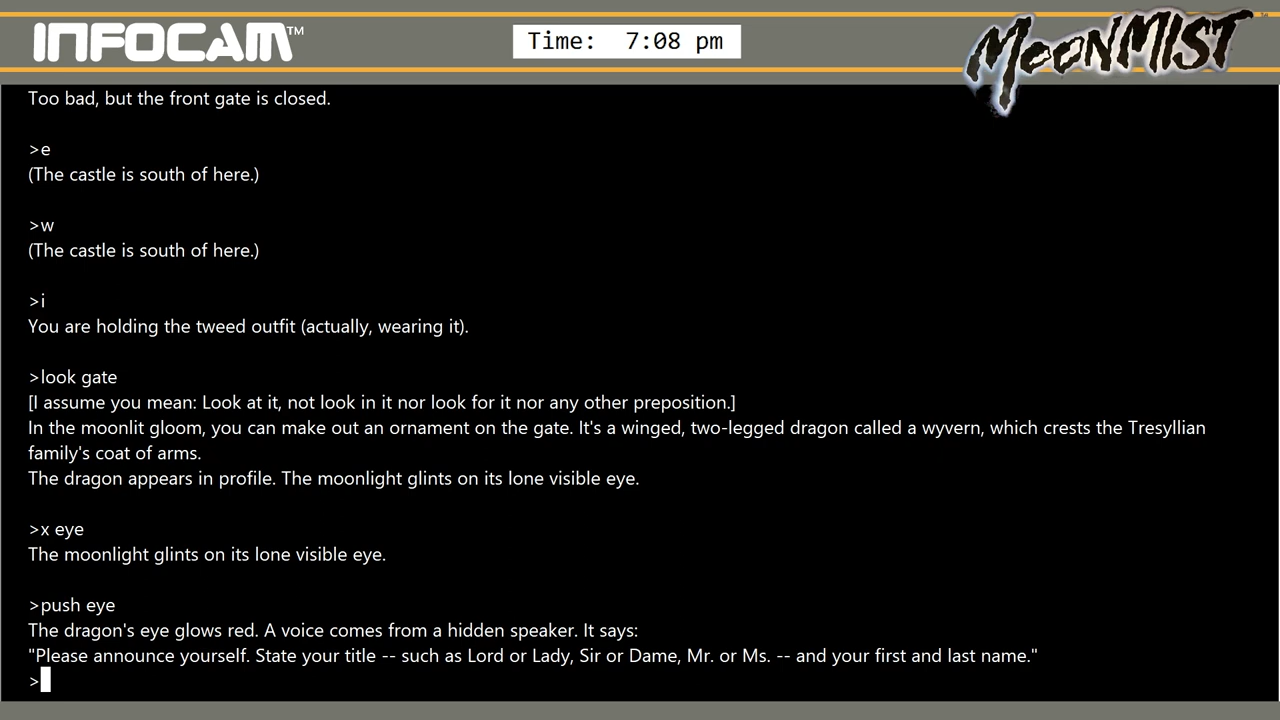 INFOCAM™
Time: 7:08 pm
MOONMIST
Too bad, but the front gate is closed.
>e
(The castle is south of here.)
>w
(The castle is south of here.)
>i
You are holding the tweed outfit (actually, wearing it).
>look gate
[I assume you mean: Look at it, not look in it nor look for it nor any other preposition.]
In the moonlit gloom, you can make out an ornament on the gate. It's a winged, two-legged dragon called a wyvern, which crests the Tresyllian
family's coat of arms.
The dragon appears in profile. The moonlight glints on its lone visible eye.
>x eye
The moonlight glints on its lone visible eye.
>push eye
The dragon's eye glows red. A voice comes from a hidden speaker. It says:
"Please announce yourself. State your title -- such as Lord or Lady, Sir or Dame, Mr. or Ms. -- and your first and last name."
>